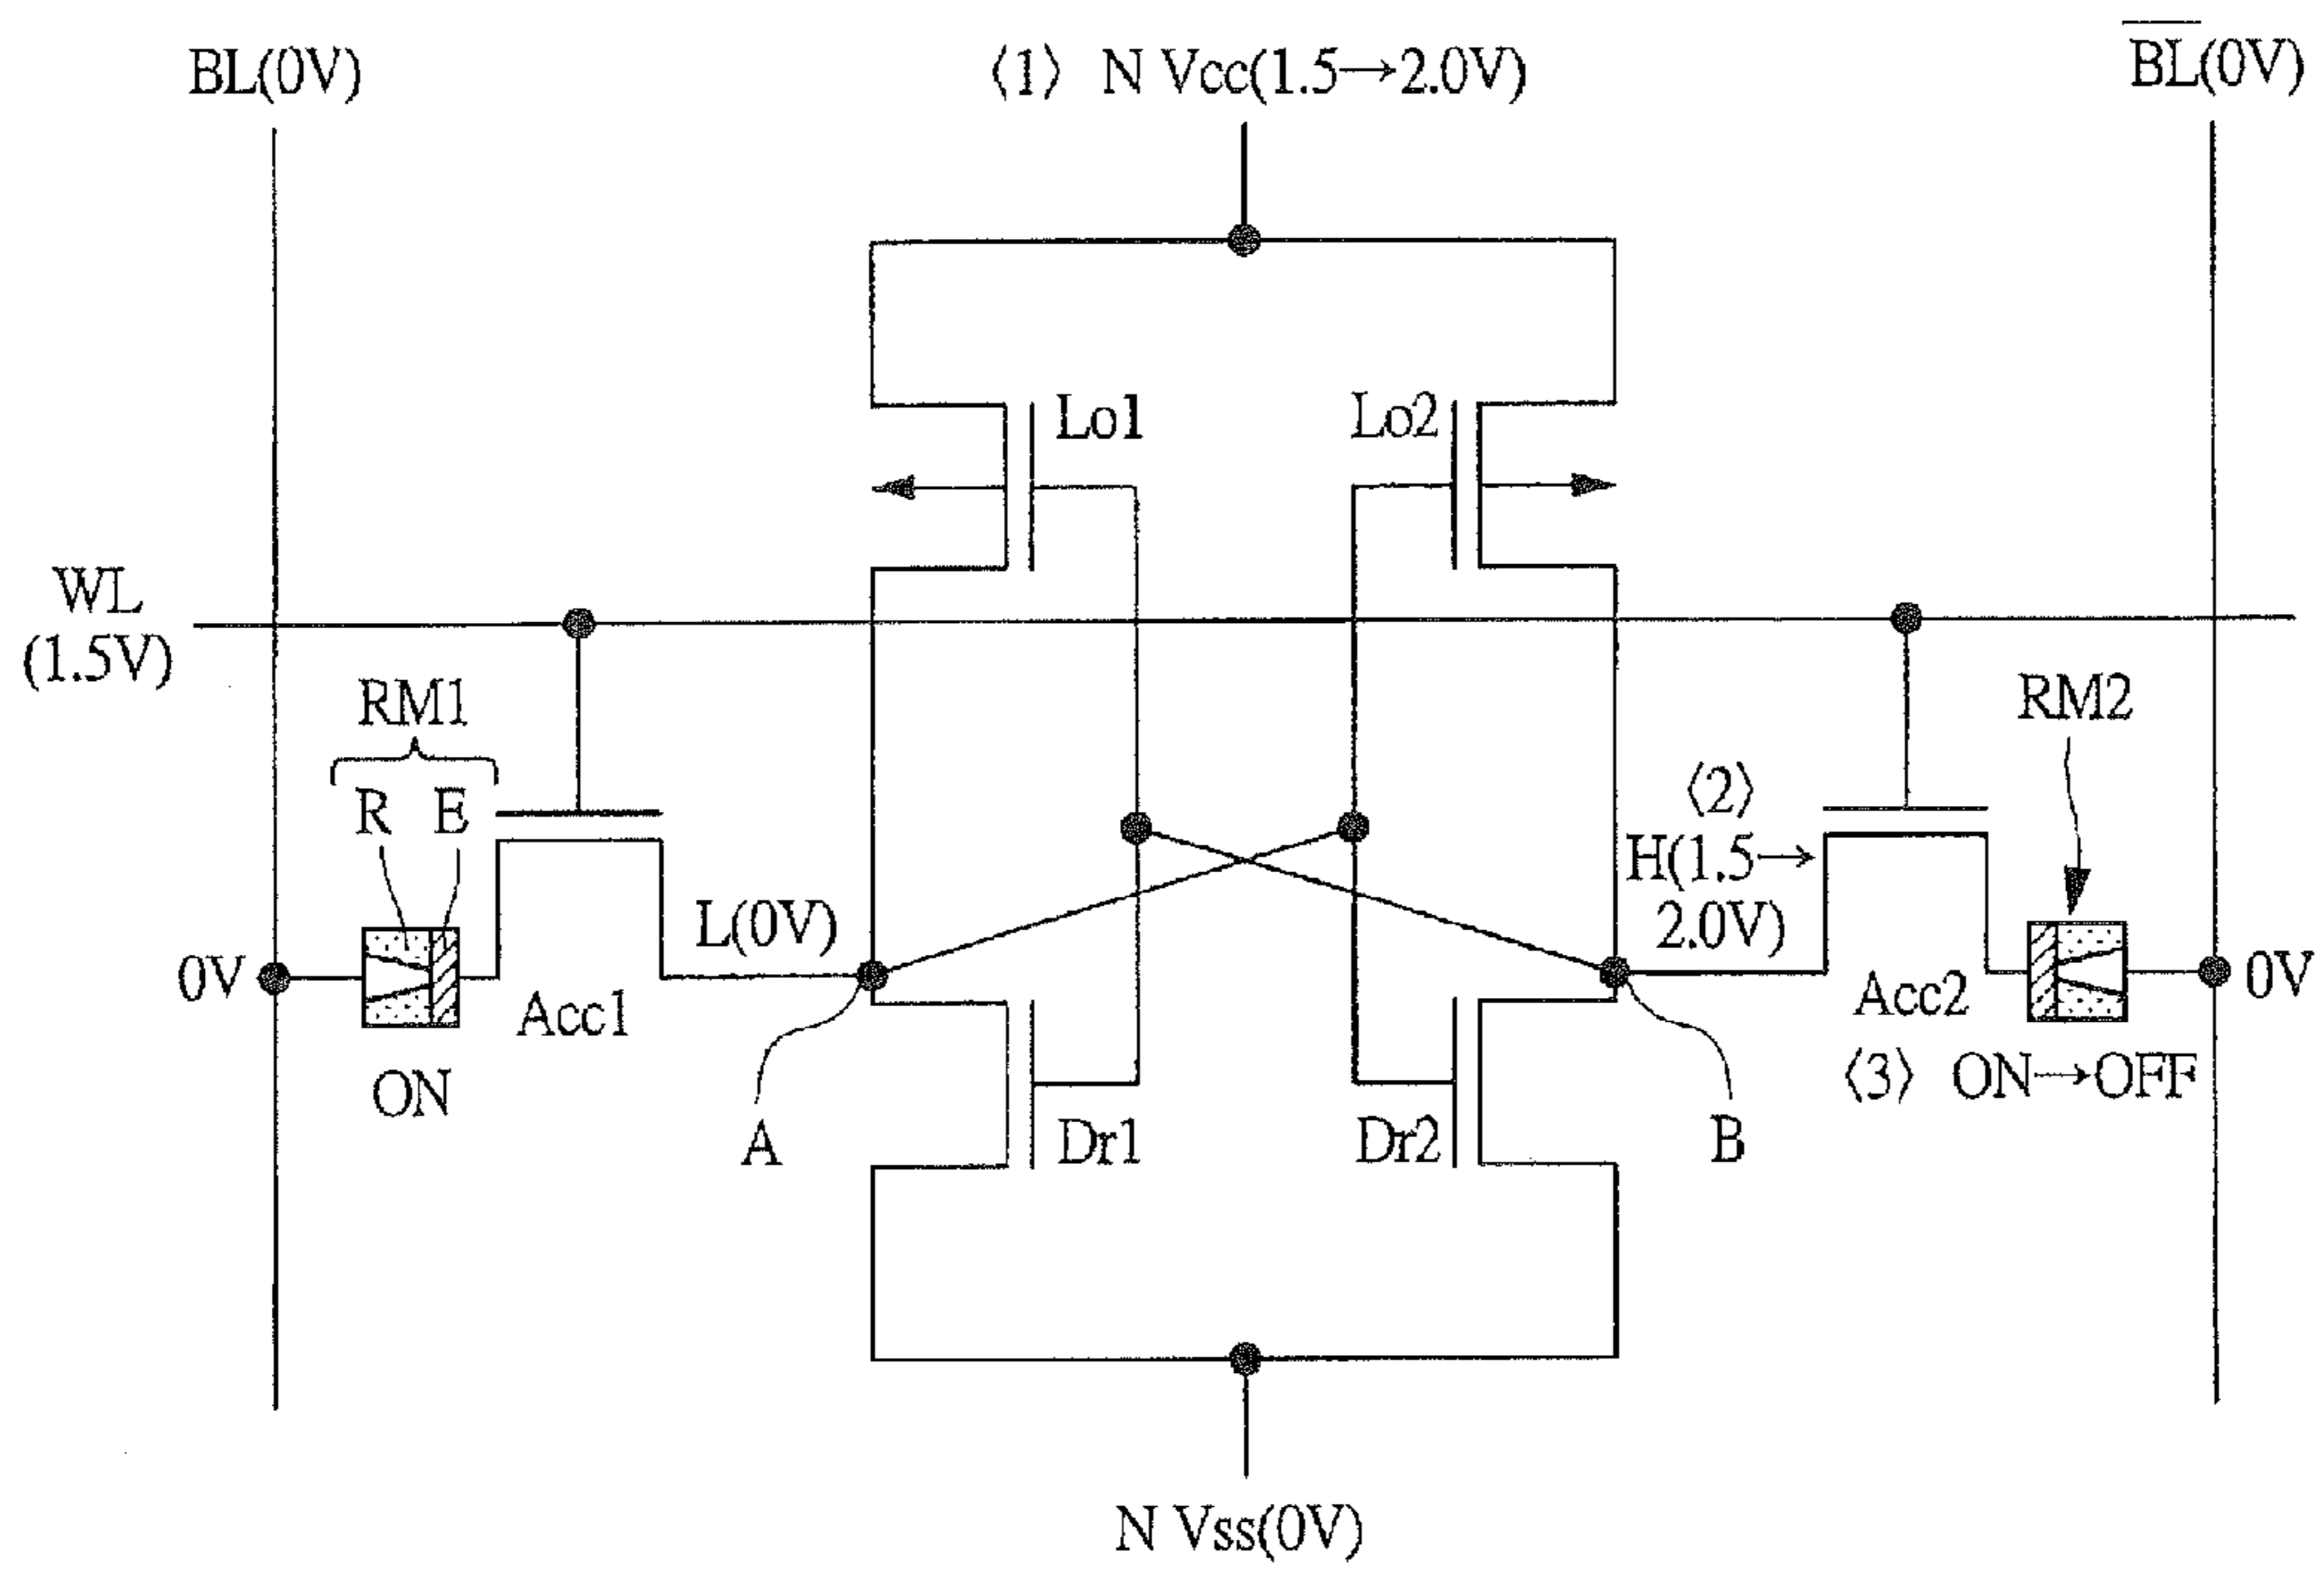 BL(0V)
⟨1⟩ N Vcc(1.5→2.0V)
B̅L̅(0V)
Lo1
Lo2
WL
(1.5V)
RM1
R E
RM2
⟨2⟩
H(1.5→
2.0V)
L(0V)
0V
Acc1
Acc2
0V
ON
⟨3⟩ ON→OFF
A
Dr1
Dr2
B
N Vss(0V)